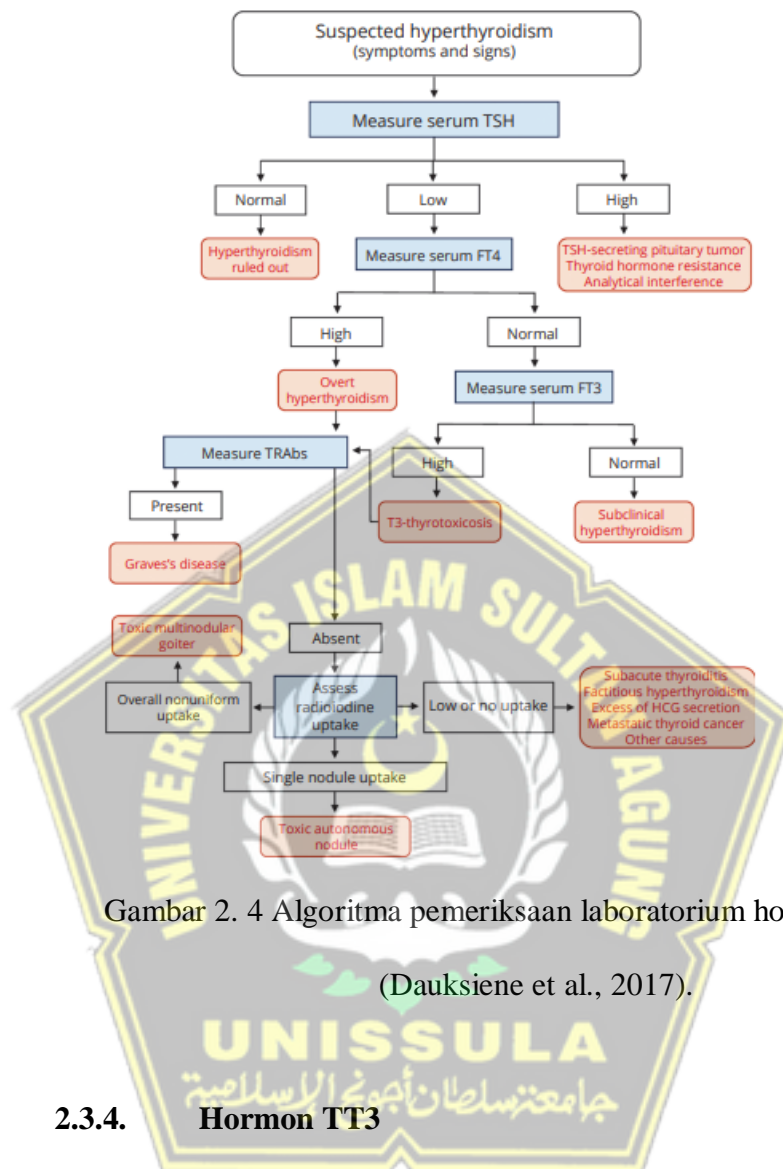 Suspected hyperthyroidism
(symptoms and signs)
Measure serum TSH
Normal
Low
High
Hyperthyroidism
ruled out
Measure serum FT4
TSH-secreting pituitary tumor
Thyroid hormone resistance
Analytical interference
High
Normal
Overt
hyperthyroidism
Measure serum FT3
Measure TRAbs
High
Normal
Present
T3-thyrotoxicosis
Subclinical
hyperthyroidism
Graves's disease
Toxic multinodular
goiter
Absent
Overall nonuniform
uptake
Assess
radioiodine
uptake
Low or no uptake
Subacute thyroiditis
Factitious hyperthyroidism
Excess of HCG secretion
Metastatic thyroid cancer
Other causes
Single nodule uptake
Toxic autonomous
nodule
UNIVERSITAS ISLAM SULTAN AGUNG
Gambar 2. 4 Algoritma pemeriksaan laboratorium ho
(Dauksiene et al., 2017).
UNISSULA
جامعة سلطان أجونج الإسلامية
2.3.4. Hormon TT3